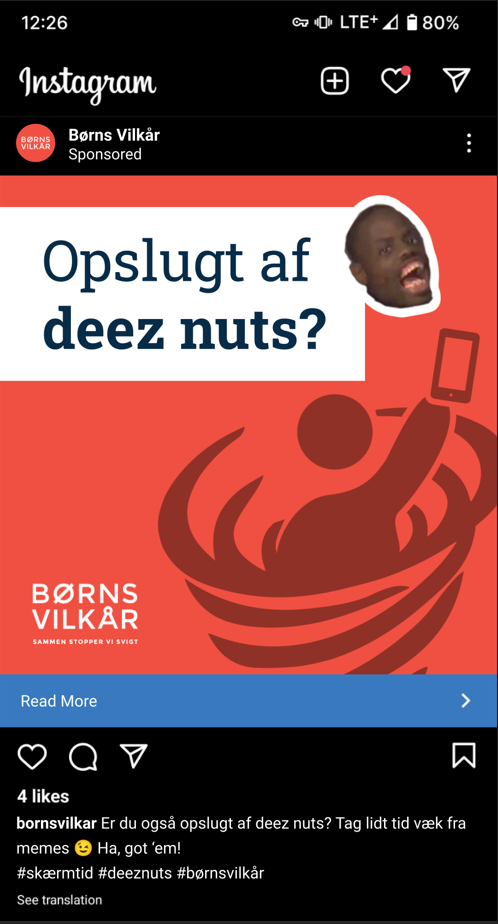 12:26 LTE+ 80%
Instagram
BØRNS
VILKÅR
Børns Vilkår
Sponsored
Opslugt af
deez nuts?
BØRNS
VILKÅR
SAMMEN STOPPER VI SVIGT
Read More
4 likes
bornsvilkar Er du også opslugt af deez nuts? Tag lidt tid væk fra
memes 😉 Ha, got ‘em!
#skærmtid #deeznuts #børnsvilkår
See translation